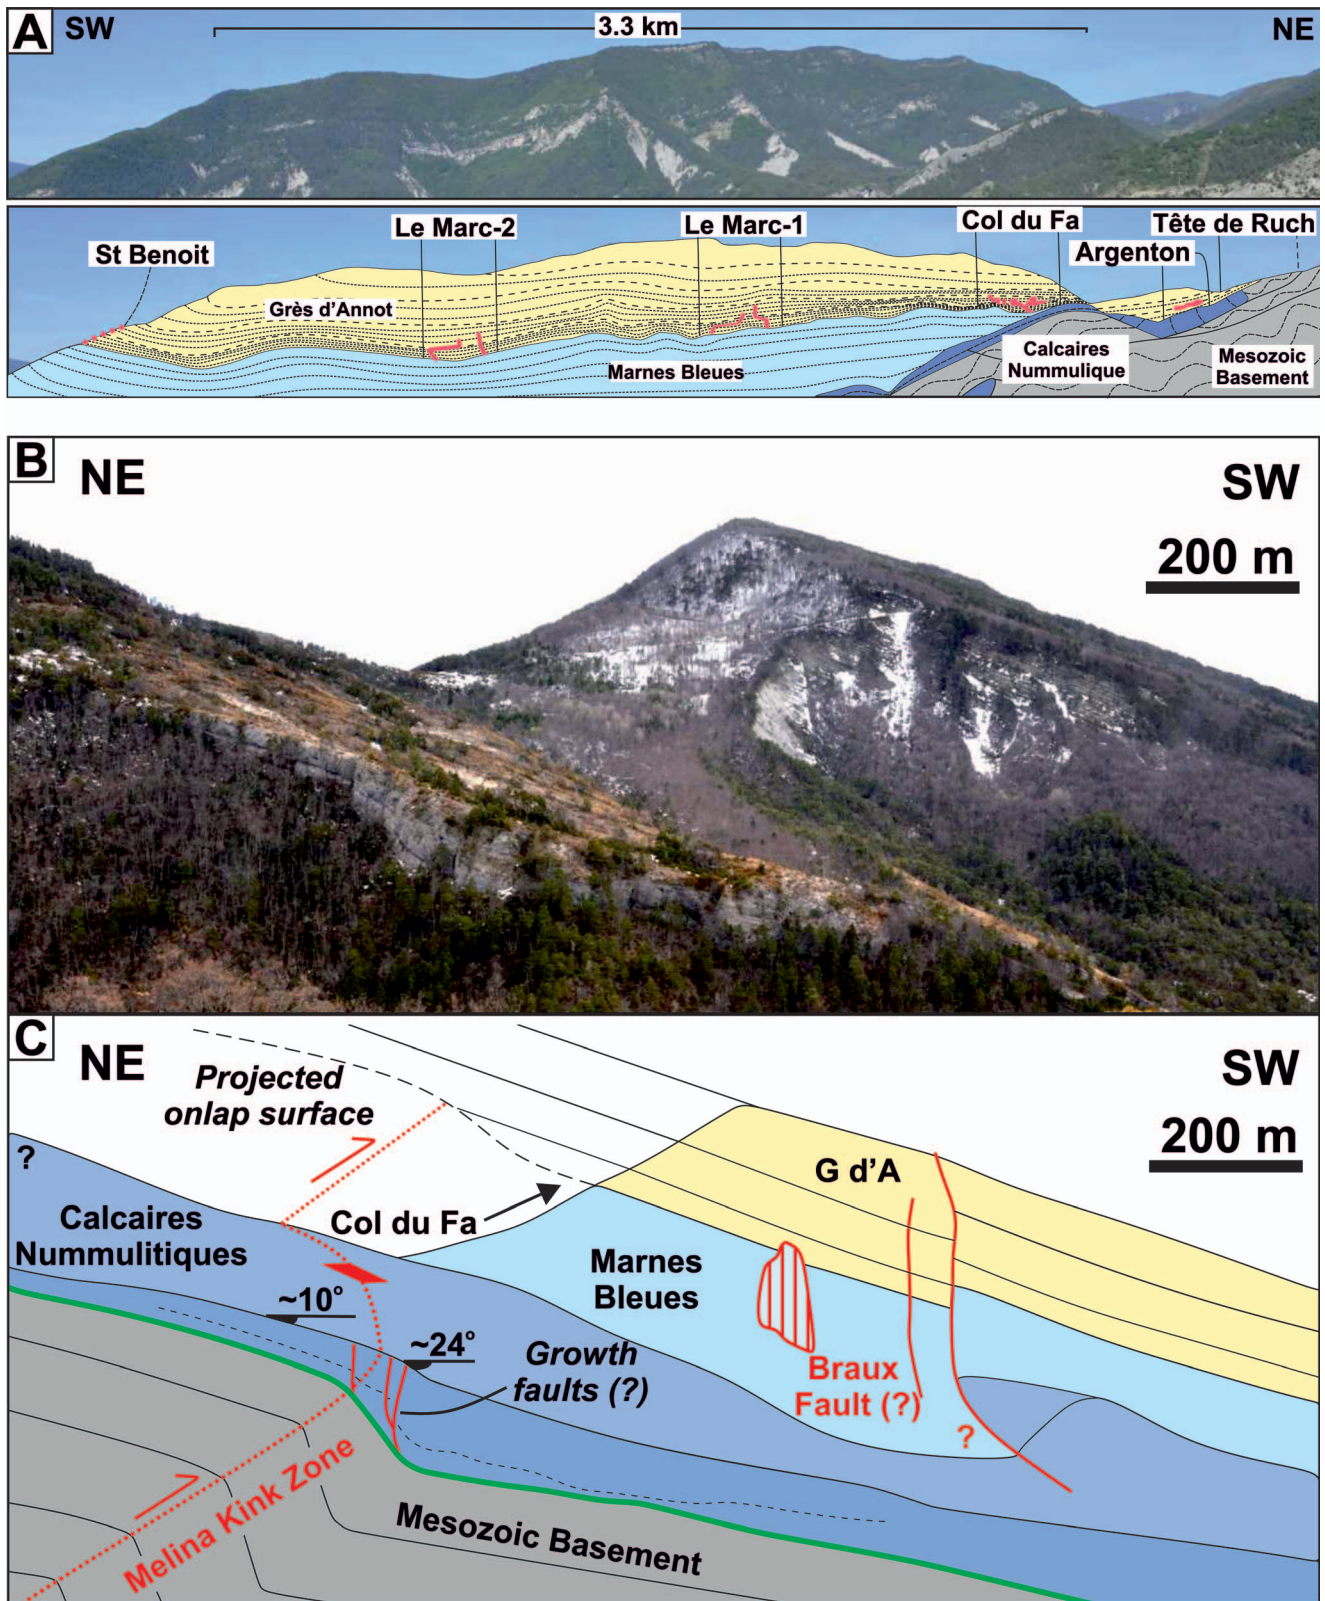 A
SW
3.3 km
NE
St Benoit
Le Marc-2
Le Marc-1
Col du Fa
Tête de Ruch
Argenton
Grès d'Annot
Marnes Bleues
Calcaires
Nummulique
Mesozoic
Basement
B
NE
SW
200 m
C
NE
SW
200 m
Projected
onlap surface
?
Calcaires
Nummulitiques
Col du Fa
G d'A
Marnes
Bleues
~10°
~24°
Growth
faults (?)
Braux
Fault (?)
?
Melina Kink Zone
Mesozoic Basement